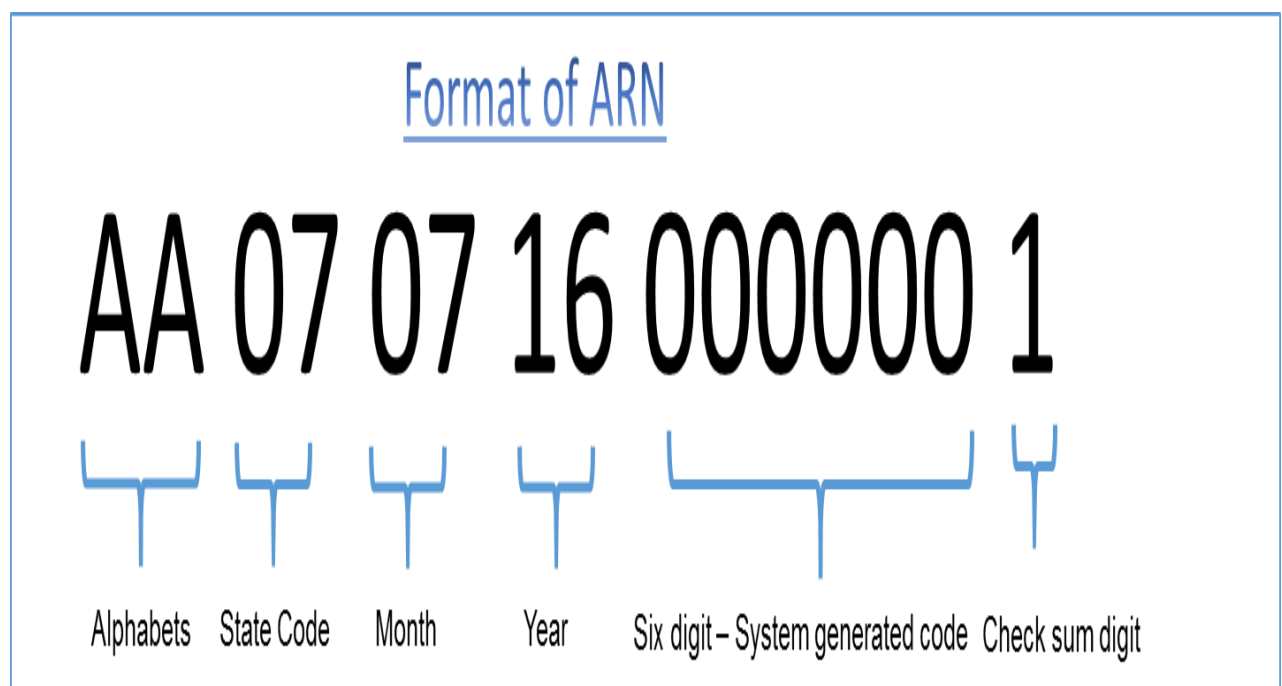 Format of ARN
AA 07 07 16 000000 1
Alphabets State Code Month Year Six digit – System generated code Check sum digit